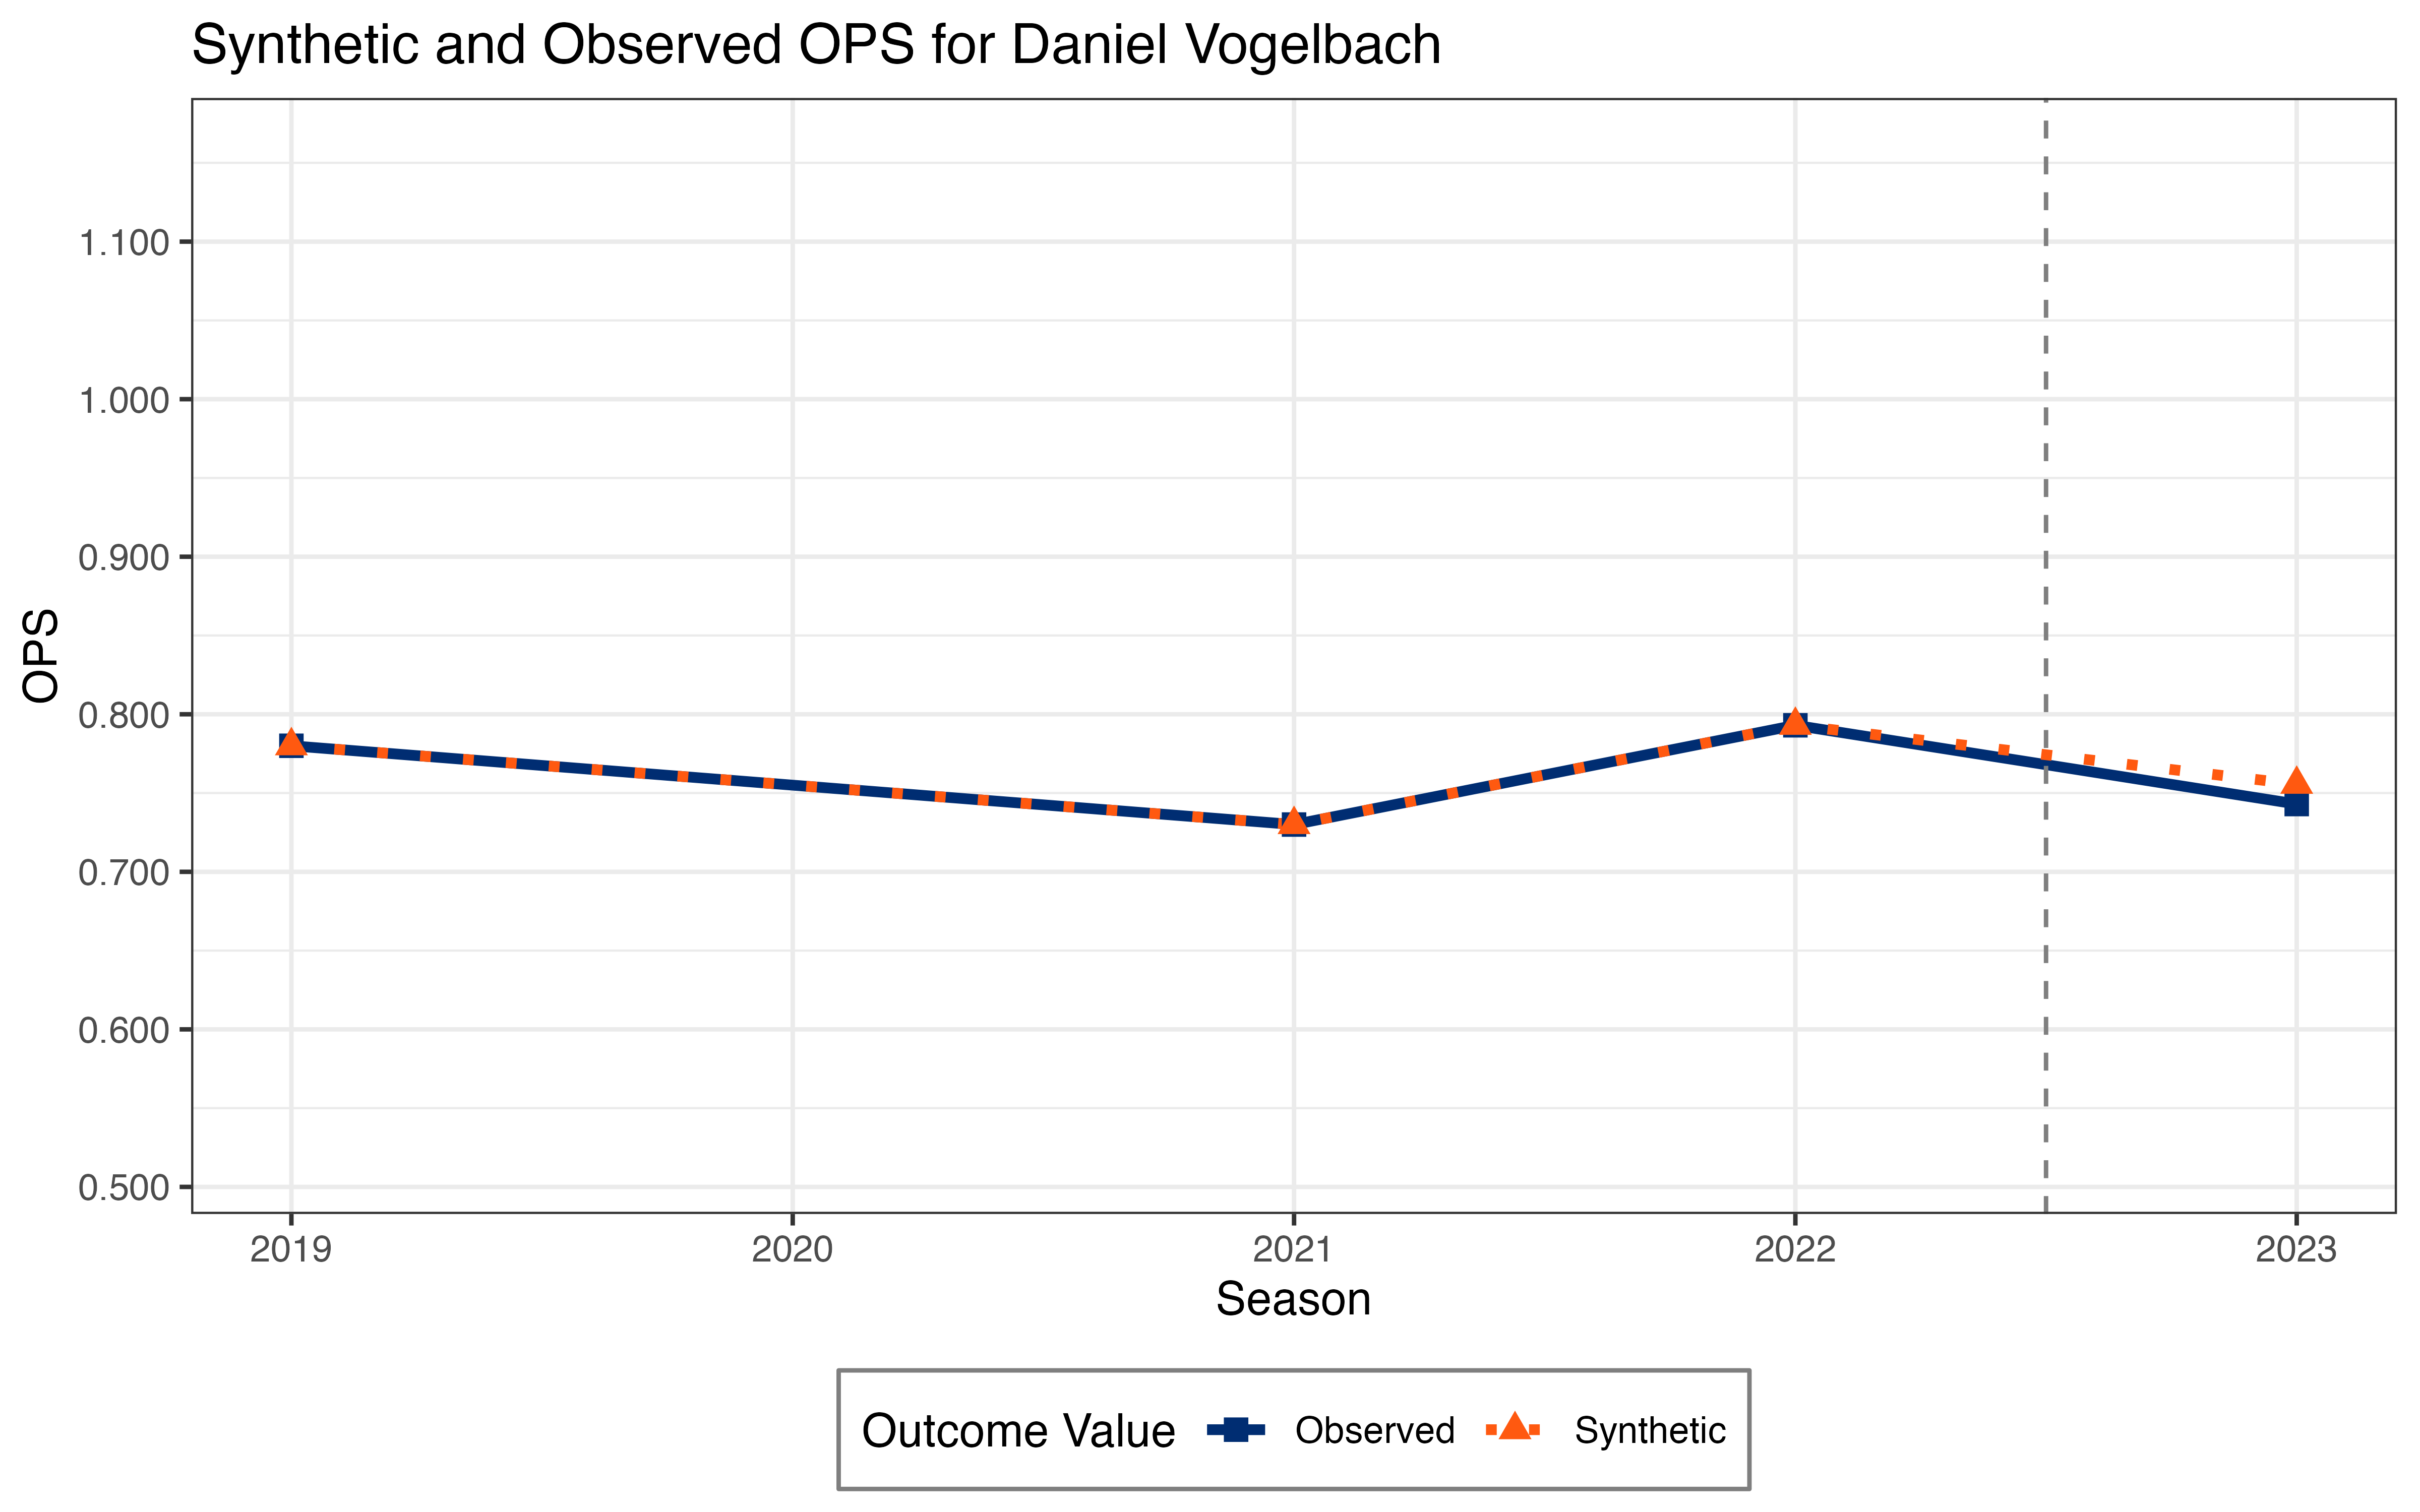 Synthetic and Observed OPS for Daniel Vogelbach
OPS
1.100
1.000
0.900
0.800
0.700
0.600
0.500
2019 2020 2021 2022 2023
Season
Outcome Value Observed Synthetic